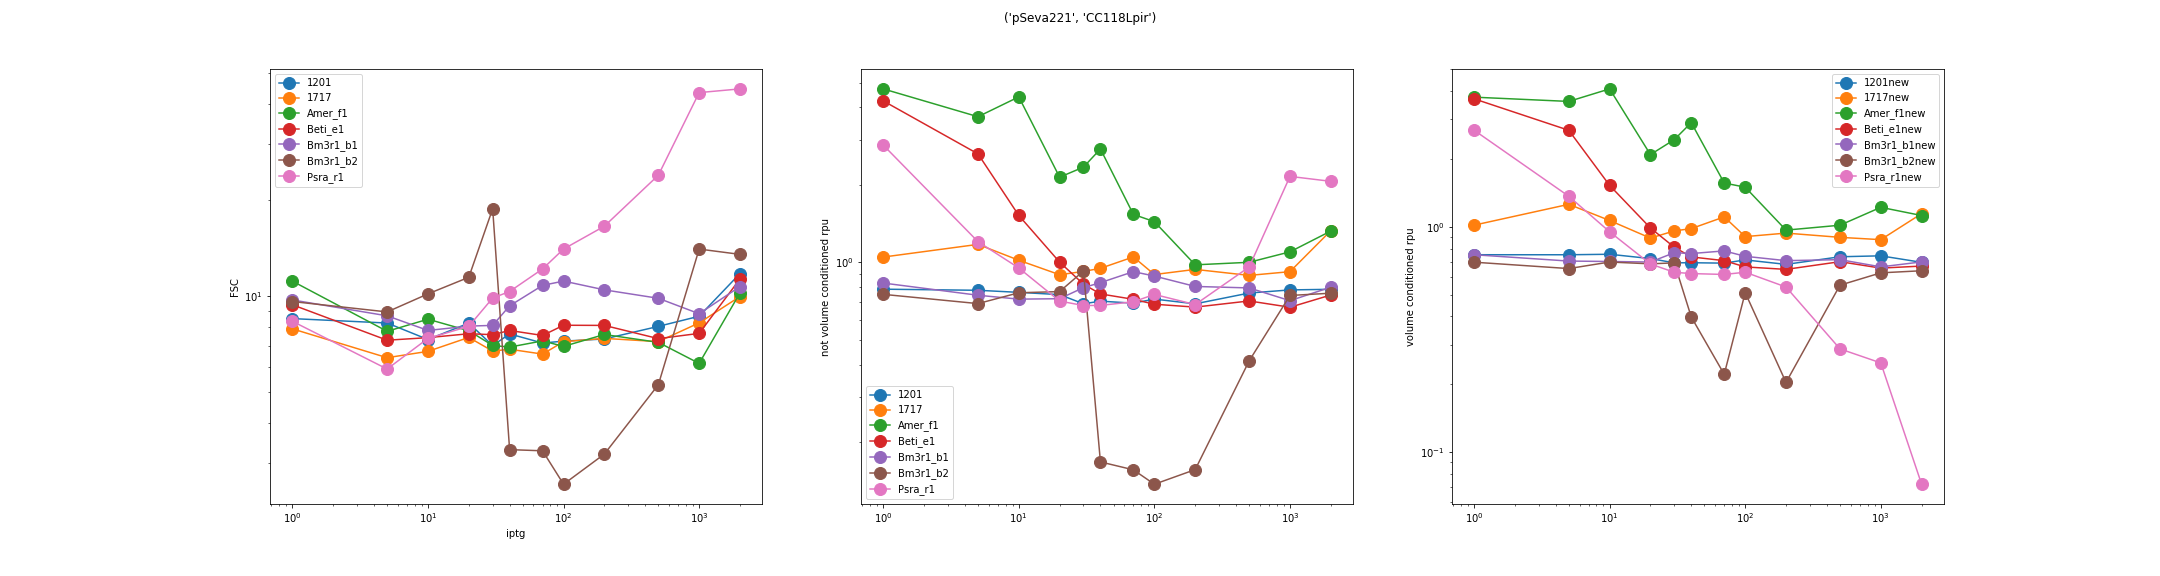 ('pSeva221', 'CC118Lpir')
FSC
10¹
1201
1717
Amer_f1
Beti_e1
Bm3r1_b1
Bm3r1_b2
Psra_r1
10⁰ 10¹ 10² 10³
iptg
not volume conditioned rpu
10⁰
1201
1717
Amer_f1
Beti_e1
Bm3r1_b1
Bm3r1_b2
Psra_r1
10⁰ 10¹ 10² 10³
volume conditioned rpu
10⁰
10⁻¹
1201new
1717new
Amer_f1new
Beti_e1new
Bm3r1_b1new
Bm3r1_b2new
Psra_r1new
10⁰ 10¹ 10² 10³